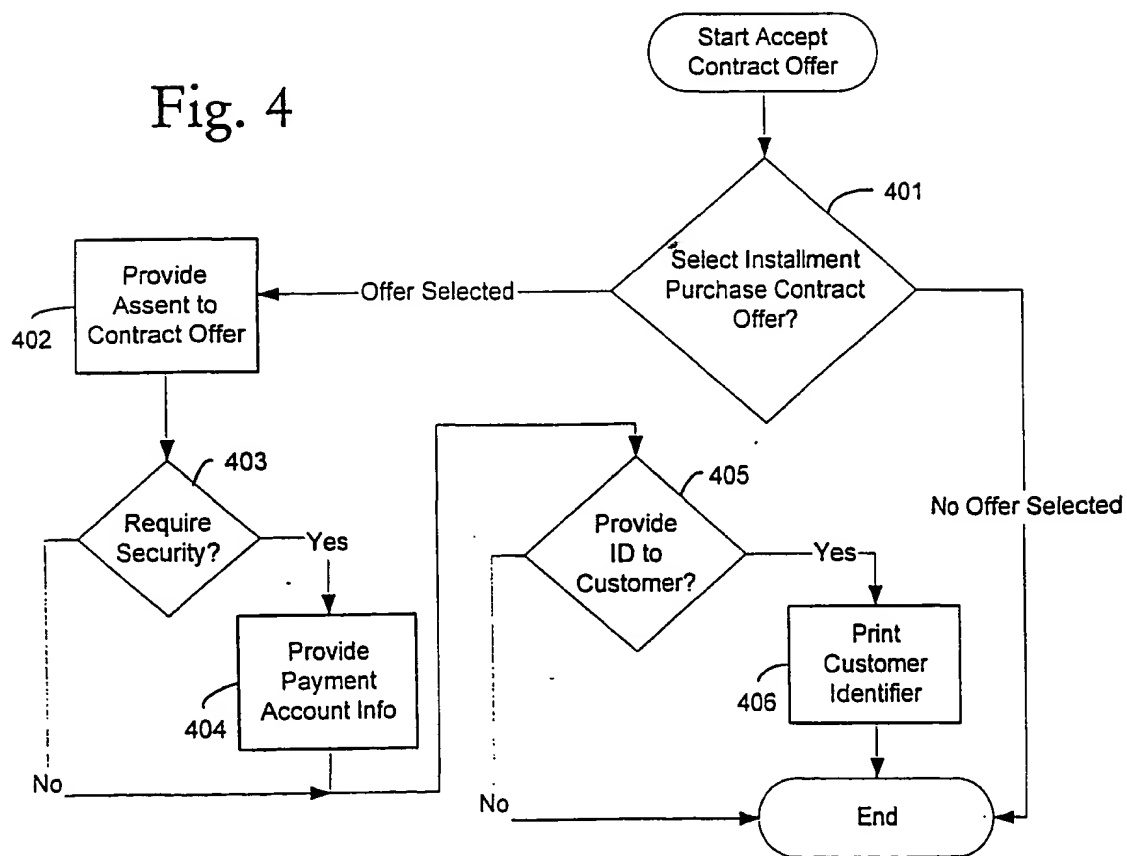 Fig. 4
Start Accept
Contract Offer
401
Select Installment
Purchase Contract
Offer?
Offer Selected
No Offer Selected
Provide
Assent to
Contract Offer
402
403
Require
Security?
Yes
No
Provide
Payment
Account Info
404
405
Provide
ID to
Customer?
Yes
No
Print
Customer
Identifier
406
End